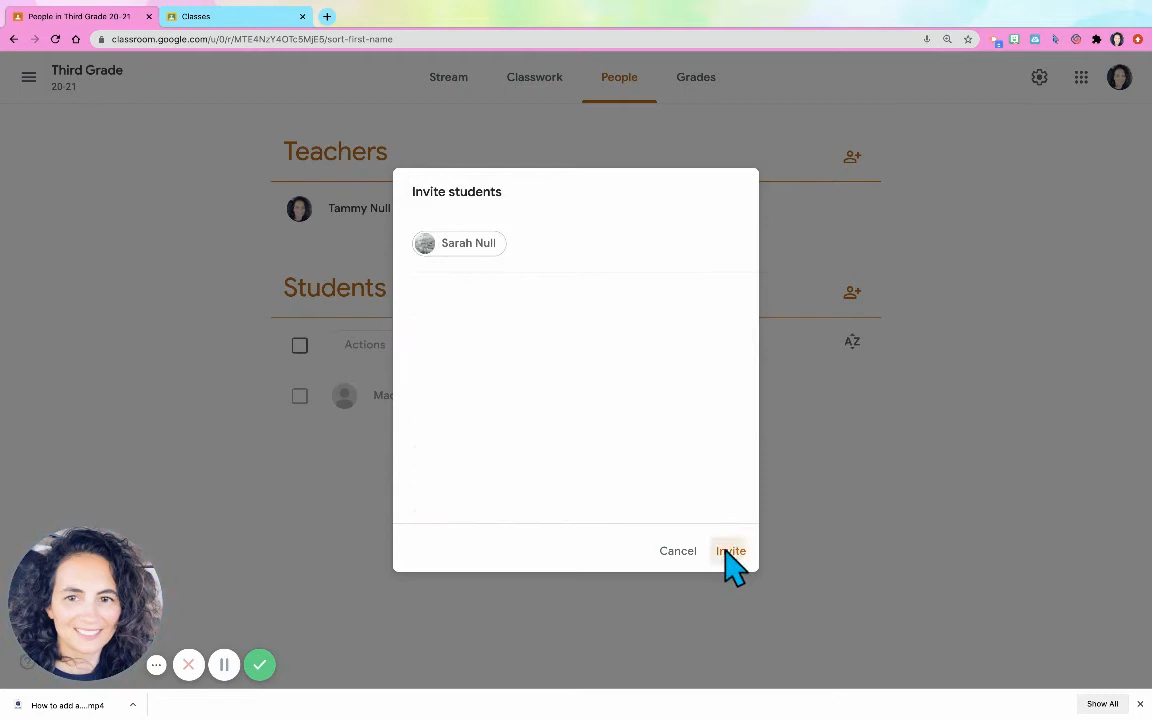 People in Third Grade 20-21
Classes
classroom.google.com/u/0/r/MTE4NzY4OTc5MjE5/sort-first-name
Third Grade
20-21
Stream
Classwork
People
Grades
Teachers
Tammy Null
Invite students
Sarah Null
Students
Actions
AZ
Cancel
Invite
How to add a....mp4
Show All